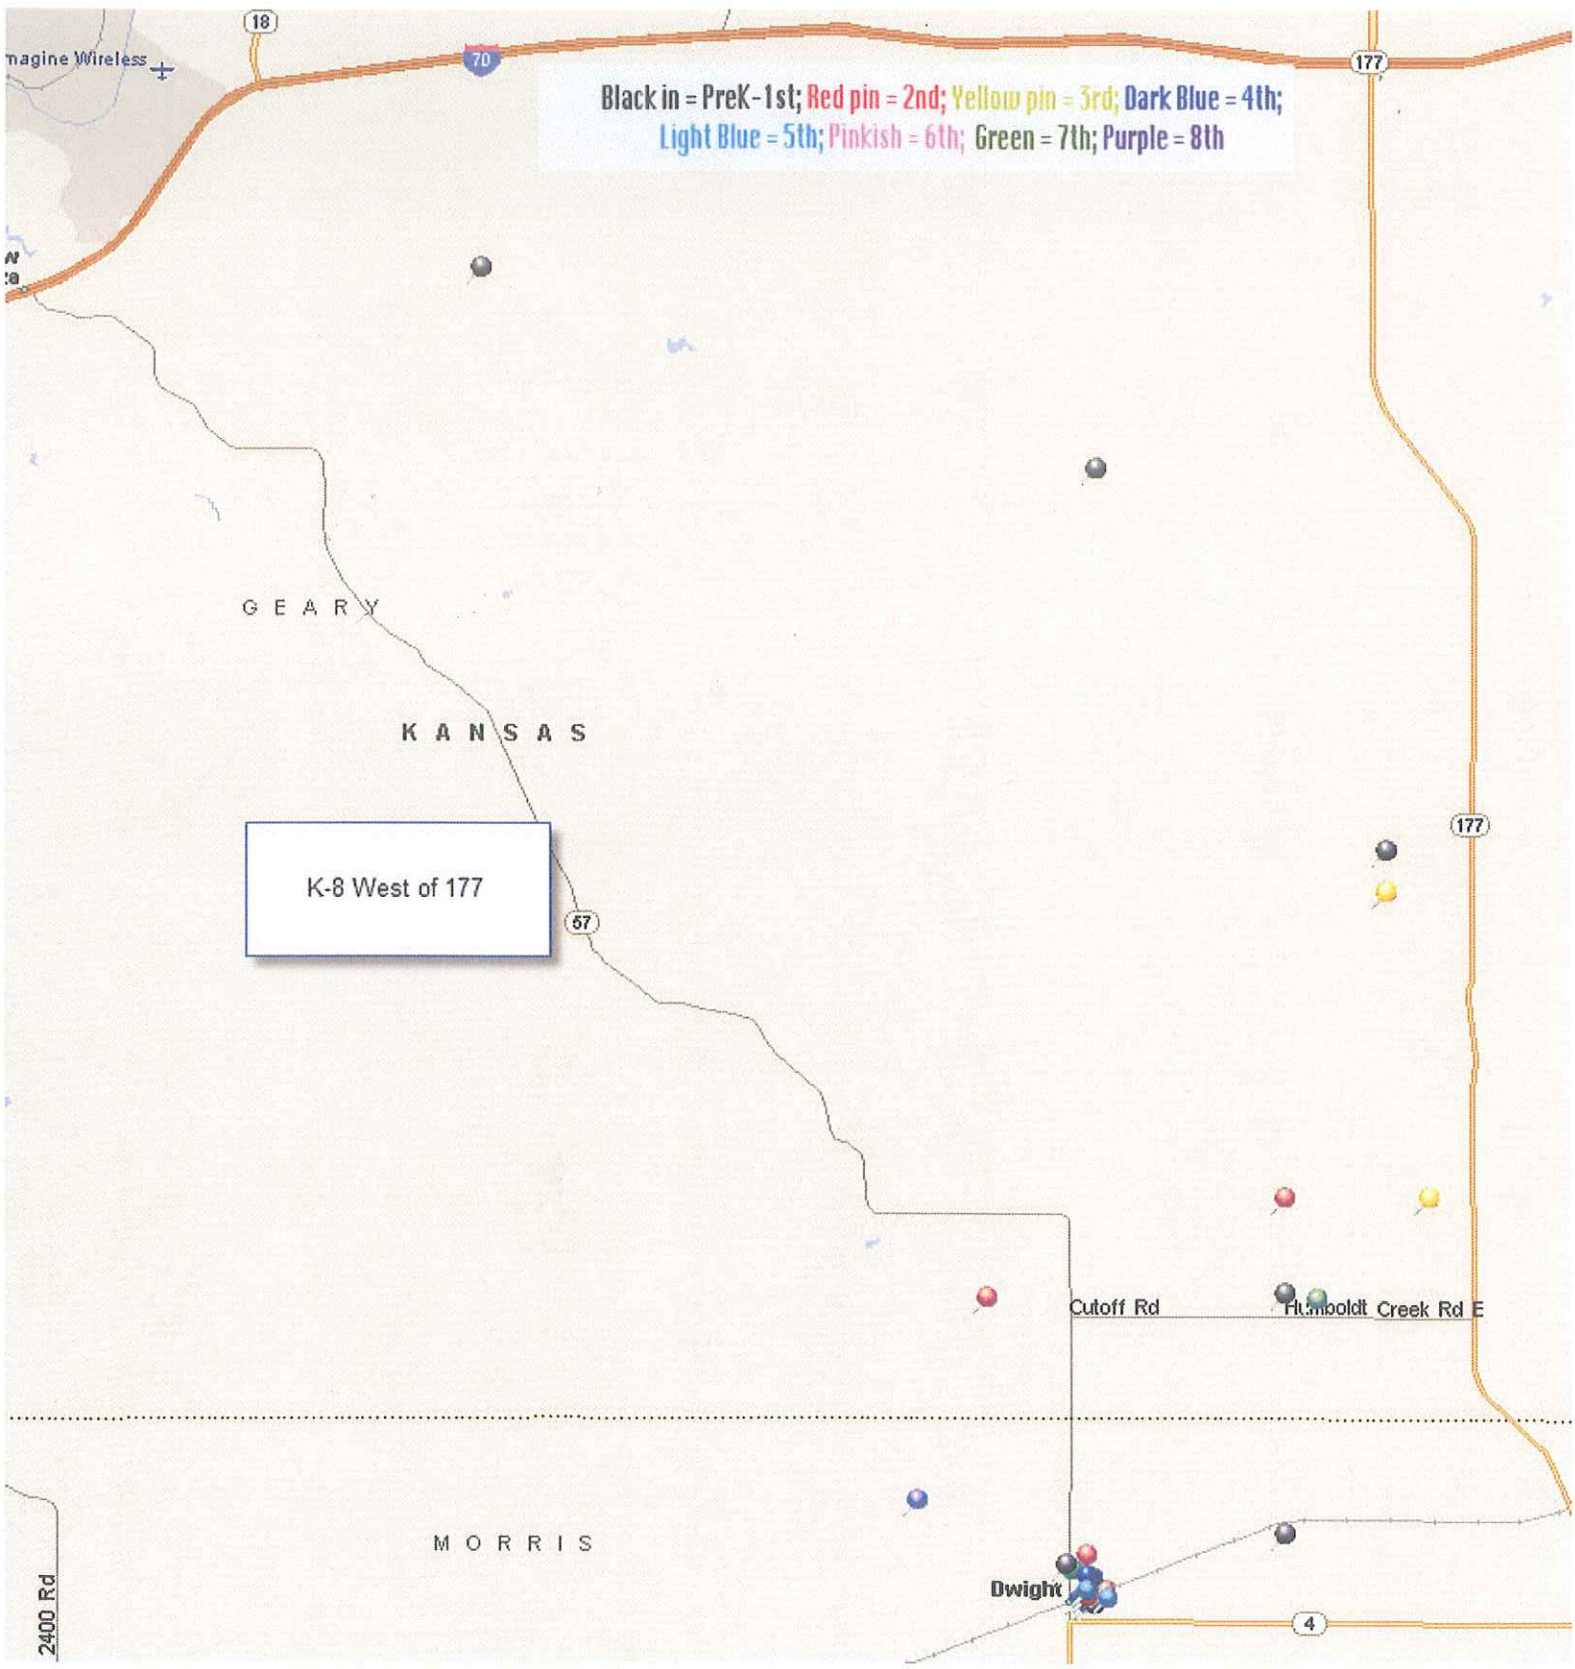 18
magine Wireless
70
177
Black in = PreK-1st; Red pin = 2nd; Yellow pin = 3rd; Dark Blue = 4th;
Light Blue = 5th; Pinkish = 6th; Green = 7th; Purple = 8th
w
ta
GEARY
KANSAS
177
K-8 West of 177
57
Cutoff Rd
Humboldt Creek Rd E
MORRIS
Dwight
2400 Rd
4